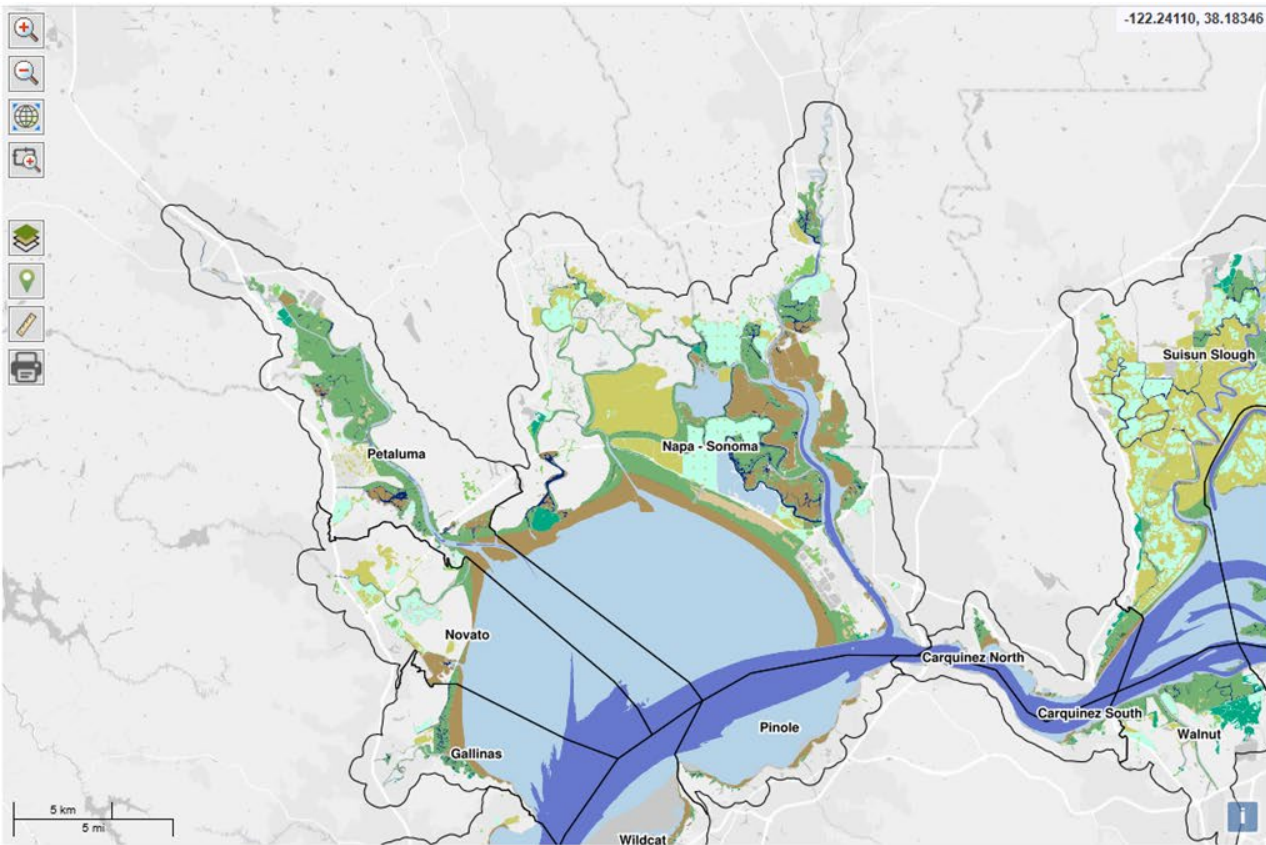 -122.24110, 38.18346
Suisun Slough
Napa - Sonoma
Petaluma
Novato
Carquinez North
Carquinez South
Pinole
Walnut
Gallinas
5 km
5 mi
Wildcat
i